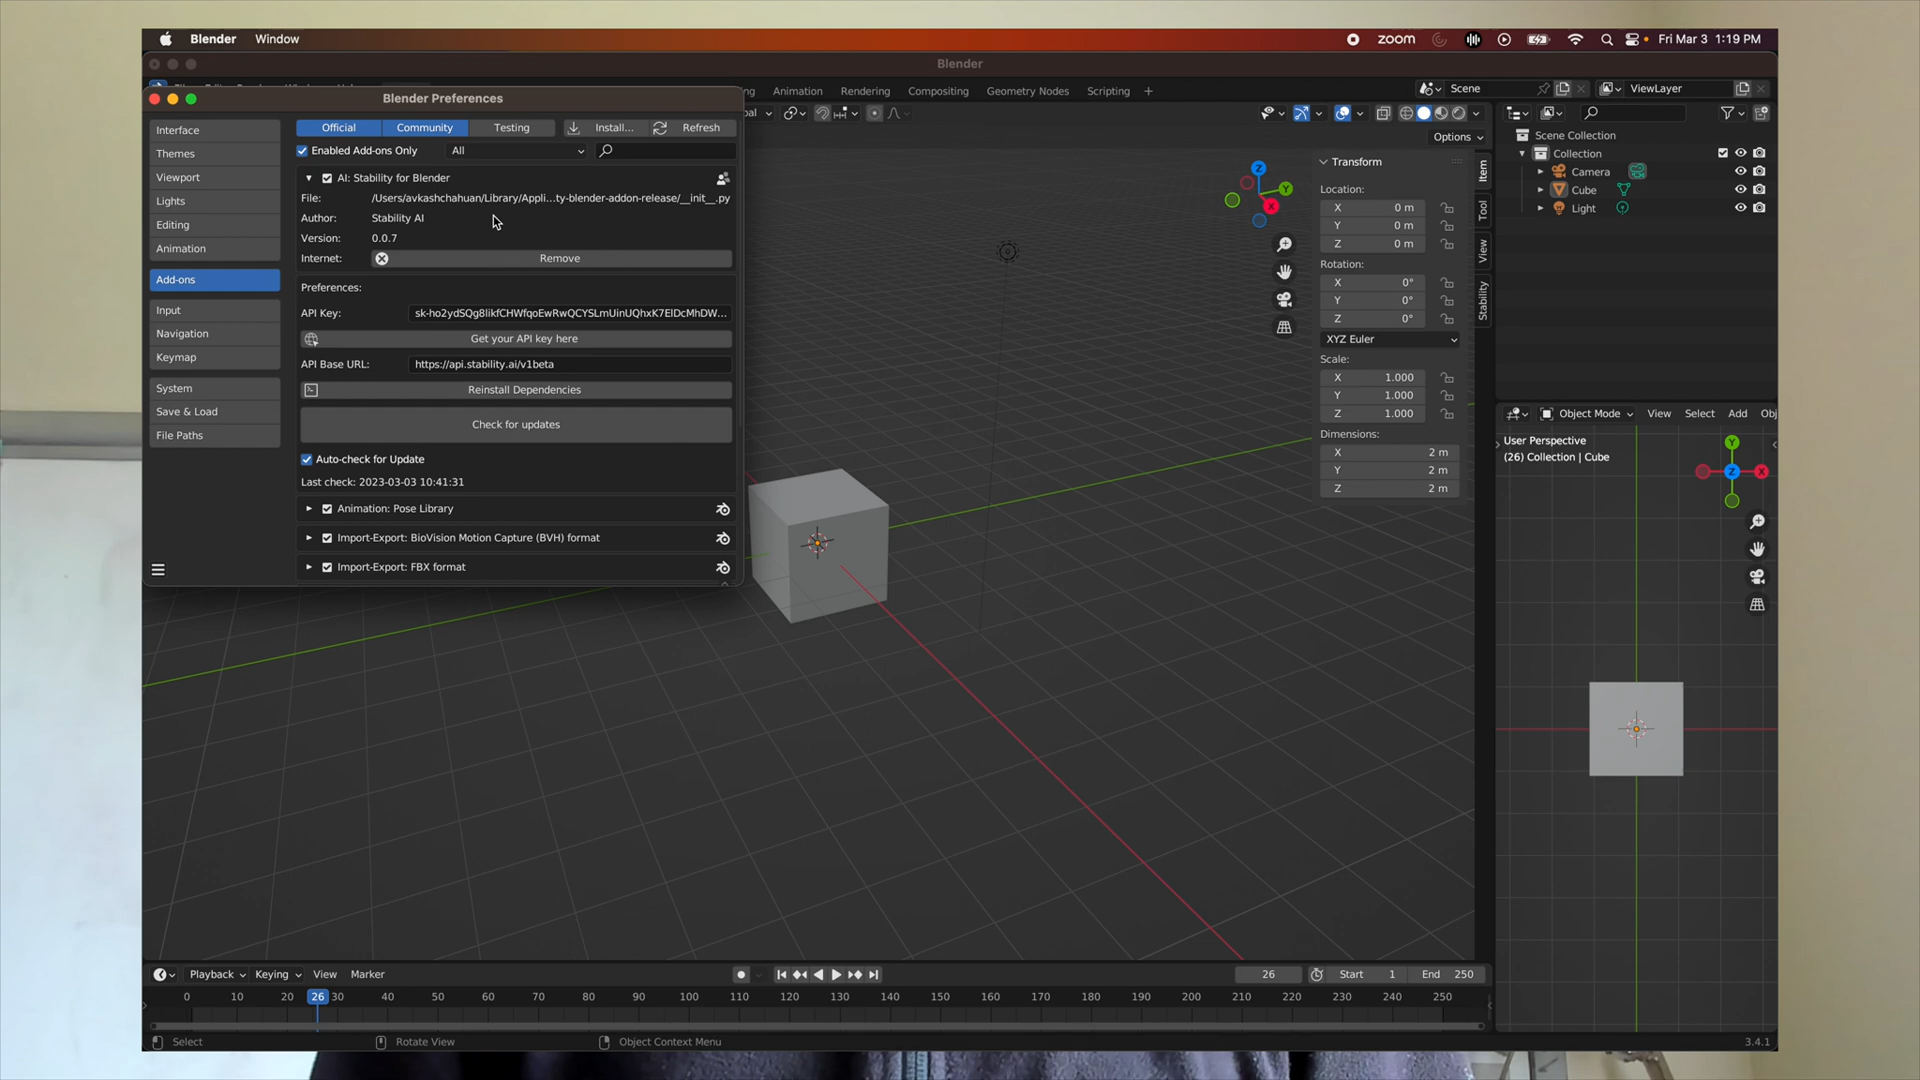 Blender Window
zoom Fri Mar 3 1:19 PM
Blender
Animation Rendering Compositing Geometry Nodes Scripting +
Scene ViewLayer
Blender Preferences
Interface
Themes
Viewport
Lights
Editing
Animation
Add-ons
Input
Navigation
Keymap
System
Save & Load
File Paths
Official Community Testing Install... Refresh
Enabled Add-ons Only All
AI: Stability for Blender
File: /Users/avkashchahuan/Library/Appli...ty-blender-addon-release/__init__.py
Author: Stability AI
Version: 0.0.7
Internet: Remove
Preferences:
API Key:
Get your API key here
API Base URL: https://api.stability.ai/v1beta
Reinstall Dependencies
Check for updates
Auto-check for Update
Last check: 2023-03-03 10:41:31
Animation: Pose Library
Import-Export: BioVision Motion Capture (BVH) format
Import-Export: FBX format
Options
Transform
Location:
X 0 m
Y 0 m
Z 0 m
Rotation:
X 0°
Y 0°
Z 0°
XYZ Euler
Scale:
X 1.000
Y 1.000
Z 1.000
Dimensions:
X 2 m
Y 2 m
Z 2 m
Item
Tool
View
Stability
Z
Y
X
Scene Collection
Collection
Camera
Cube
Light
Object Mode View Select Add Obj
User Perspective
(26) Collection | Cube
Y
Z X
Playback Keying View Marker
26 Start 1 End 250
0 10 20 26 30 40 50 60 70 80 90 100 110 120 130 140 150 160 170 180 190 200 210 220 230 240 250
Select Rotate View Object Context Menu
3.4.1